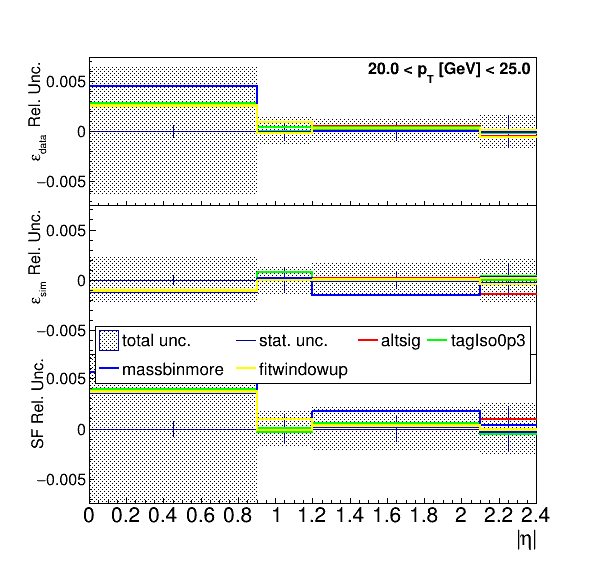 20.0 < p_T [GeV] < 25.0
ε_data Rel. Unc.
0.005
0
−0.005
ε_sim Rel. Unc.
0.005
0
−0.005
total unc. stat. unc. altsig tagIso0p3
massbinmore fitwindowup
SF Rel. Unc.
0.005
0
−0.005
0 0.2 0.4 0.6 0.8 1 1.2 1.4 1.6 1.8 2 2.2 2.4
|η|